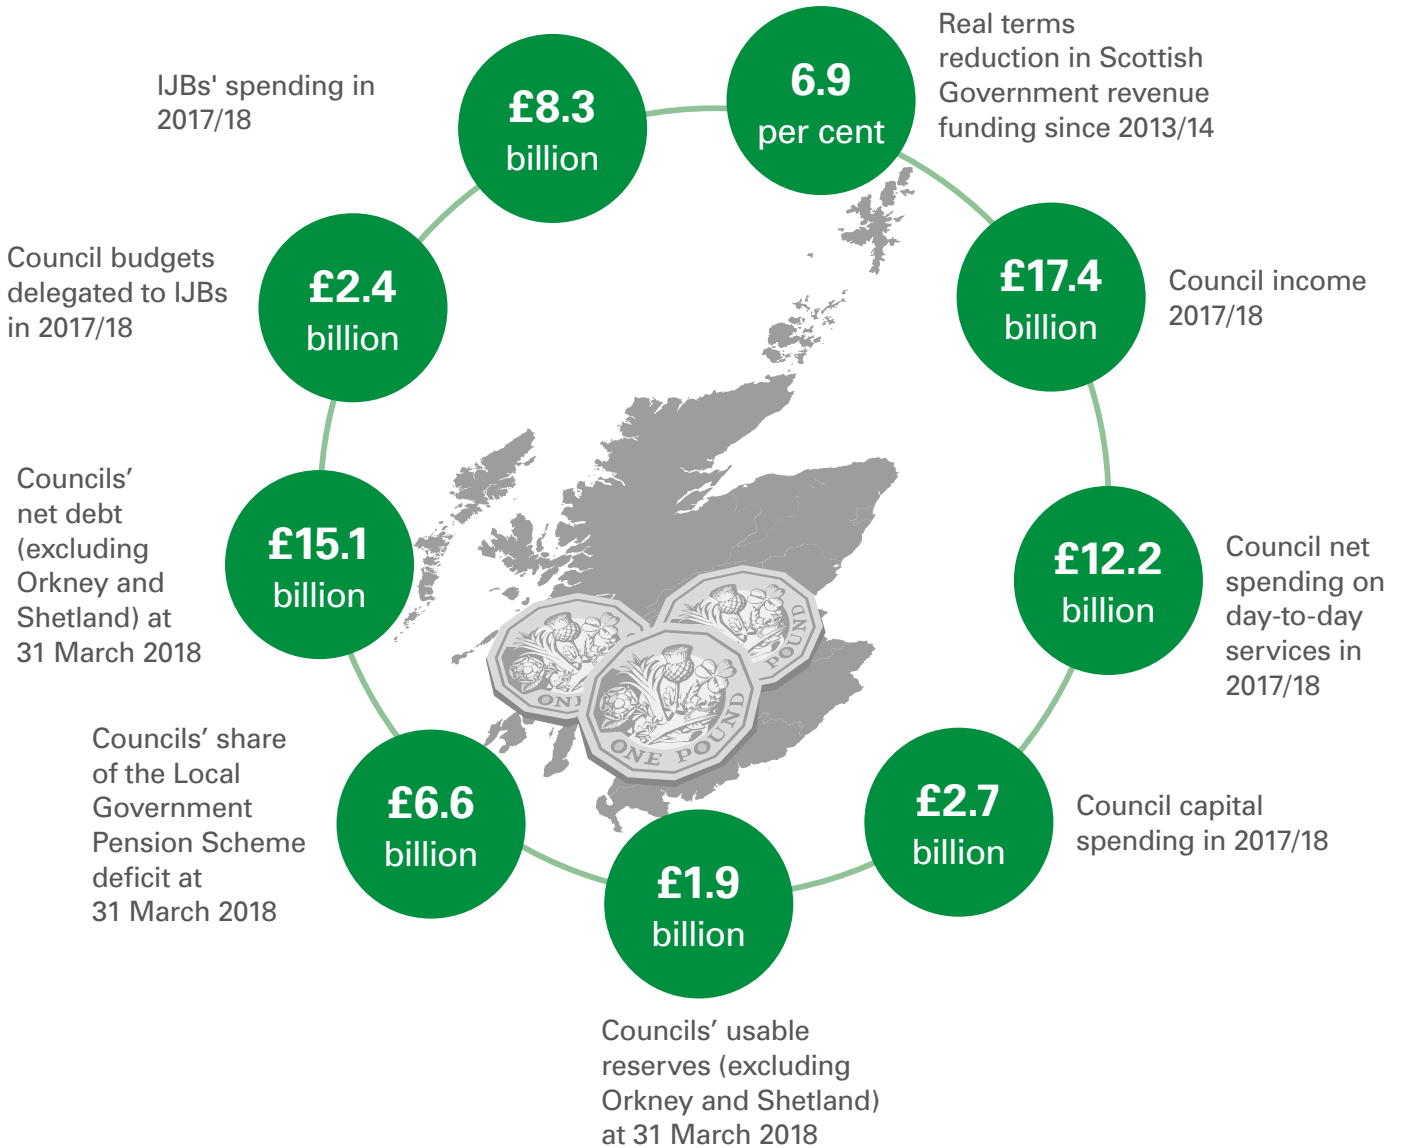 Real terms
reduction in Scottish
Government revenue
funding since 2013/14
6.9
per cent
Council income
2017/18
£17.4
billion
Council net
spending on
day-to-day
services in
2017/18
£12.2
billion
Council capital
spending in 2017/18
£2.7
billion
£1.9
billion
Councils’ usable
reserves (excluding
Orkney and Shetland)
at 31 March 2018
Councils’ share
of the Local
Government
Pension Scheme
deficit at
31 March 2018
£6.6
billion
Councils’
net debt
(excluding
Orkney and
Shetland) at
31 March 2018
£15.1
billion
Council budgets
delegated to IJBs
in 2017/18
£2.4
billion
IJBs' spending in
2017/18
£8.3
billion
ON
POUND
ONE POUND